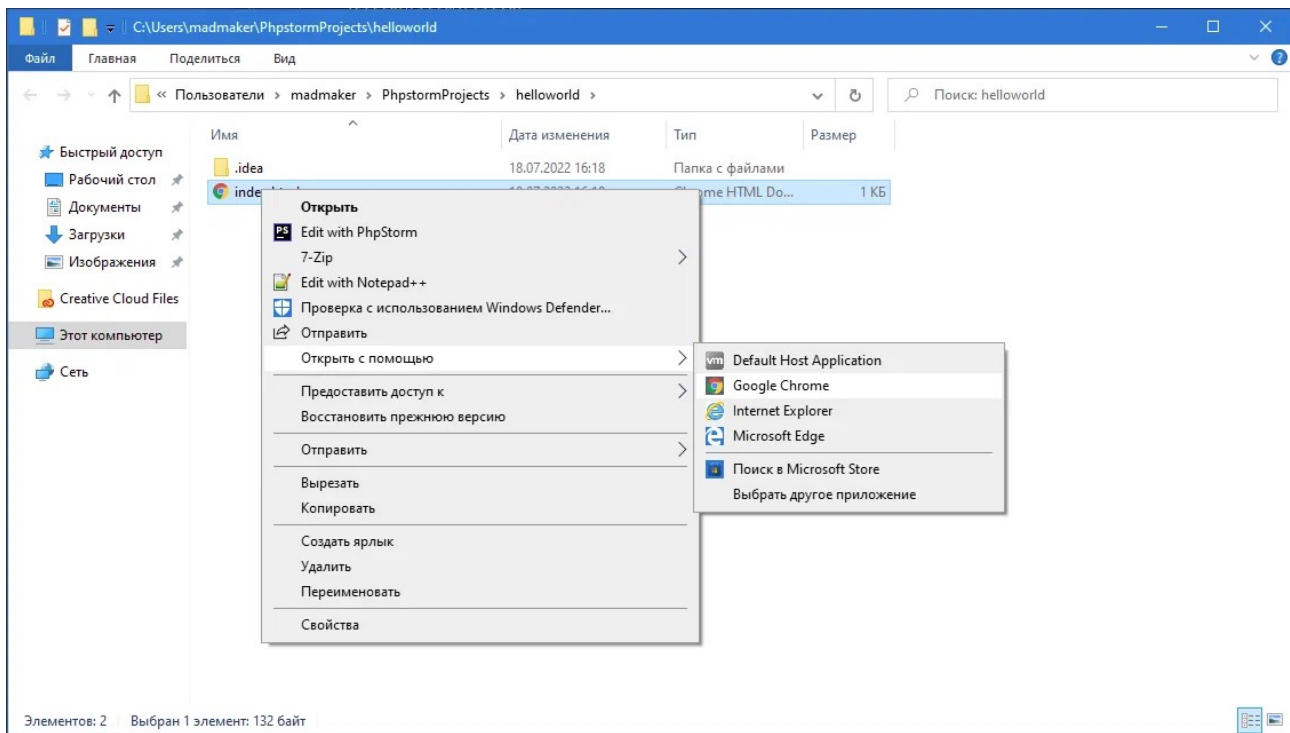 C:\Users\madmaker\PhpstormProjects\helloworld
Файл Главная Поделиться Вид
« Пользователи > madmaker > PhpstormProjects > helloworld >
Поиск: helloworld
Имя Дата изменения Тип Размер
Быстрый доступ
Рабочий стол
Документы
Загрузки
Изображения
Creative Cloud Files
Этот компьютер
Сеть
.idea 18.07.2022 16:18 Папка с файлами
HTML Do... 1 КБ
Открыть
PS Edit with PhpStorm
7-Zip
Edit with Notepad++
Проверка с использованием Windows Defender...
Отправить
Открыть с помощью
Предоставить доступ к
Восстановить прежнюю версию
Отправить
Вырезать
Копировать
Создать ярлык
Удалить
Переименовать
Свойства
vm Default Host Application
Google Chrome
Internet Explorer
Microsoft Edge
Поиск в Microsoft Store
Выбрать другое приложение
Элементов: 2 Выбран 1 элемент: 132 байт